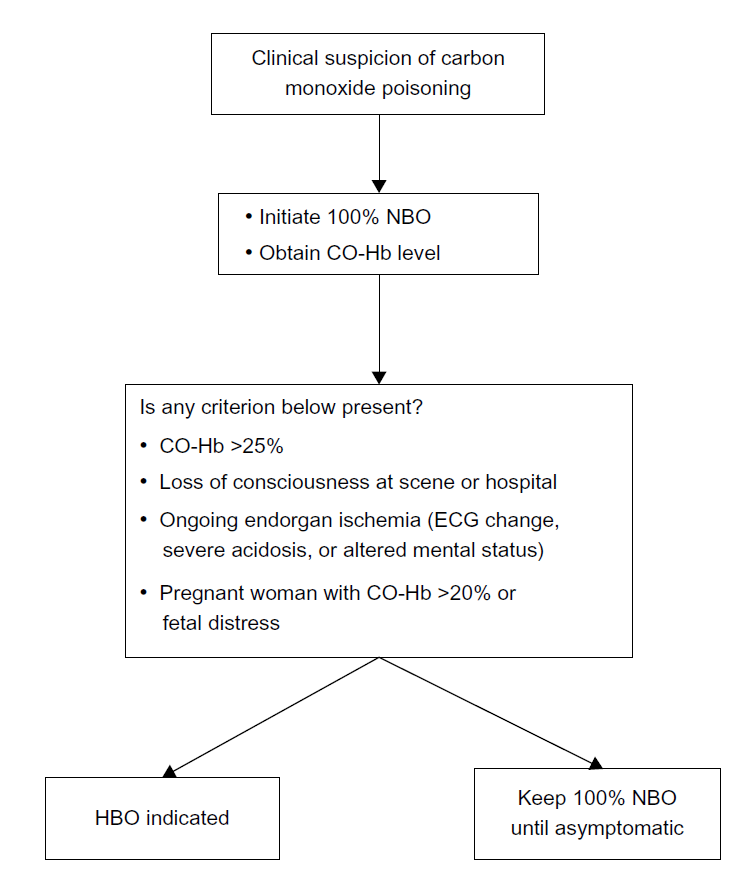 Clinical suspicion of carbon
monoxide poisoning
• Initiate 100% NBO
• Obtain CO-Hb level
Is any criterion below present?
• CO-Hb >25%
• Loss of consciousness at scene or hospital
• Ongoing endorgan ischemia (ECG change,
severe acidosis, or altered mental status)
• Pregnant woman with CO-Hb >20% or
fetal distress
HBO indicated
Keep 100% NBO
until asymptomatic